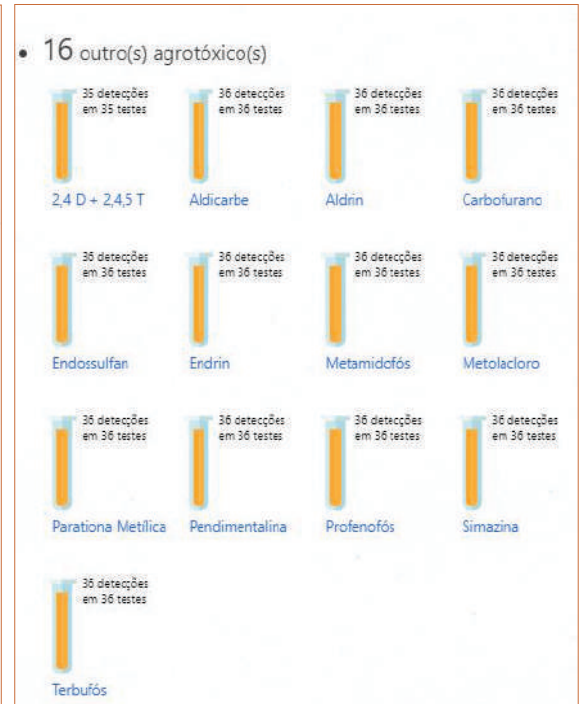 • 16 outro(s) agrotóxico(s)
35 detecções
em 35 testes
2,4 D + 2,4,5 T
36 detecções
em 36 testes
Aldicarbe
36 detecções
em 36 testes
Aldrin
36 detecções
em 36 testes
Carbofurano
36 detecções
em 36 testes
Endossulfan
36 detecções
em 36 testes
Endrin
36 detecções
em 36 testes
Metamidofós
36 detecções
em 36 testes
Metolacloro
36 detecções
em 36 testes
Parationa Metílica
36 detecções
em 36 testes
Pendimentalina
36 detecções
em 36 testes
Profenofós
36 detecções
em 36 testes
Simazina
36 detecções
em 36 testes
Terbufós